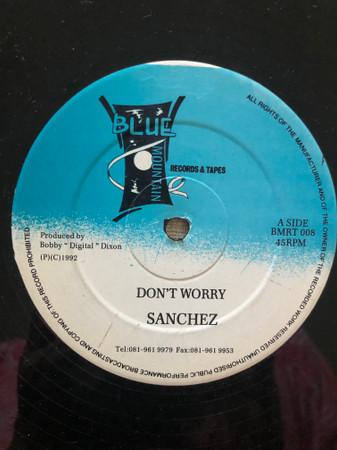 BLUE
MOUNTAIN
RECORDS & TAPES
A SIDE
BMRT 008
45RPM
Produced by
Bobby " Digital " Dixon
(P)(C)1992
DON'T WORRY
SANCHEZ
Tel:081-961 9979 Fax:081-961 9953
ALL RIGHTS OF THE MANUFACTURER AND OF THE OWNER OF THE RECORDED WORK RESERVED UNAUTHORISED PUBLIC PERFORMANCE BROADCASTING AND COPYING OF THIS RECORD PROHIBITED.